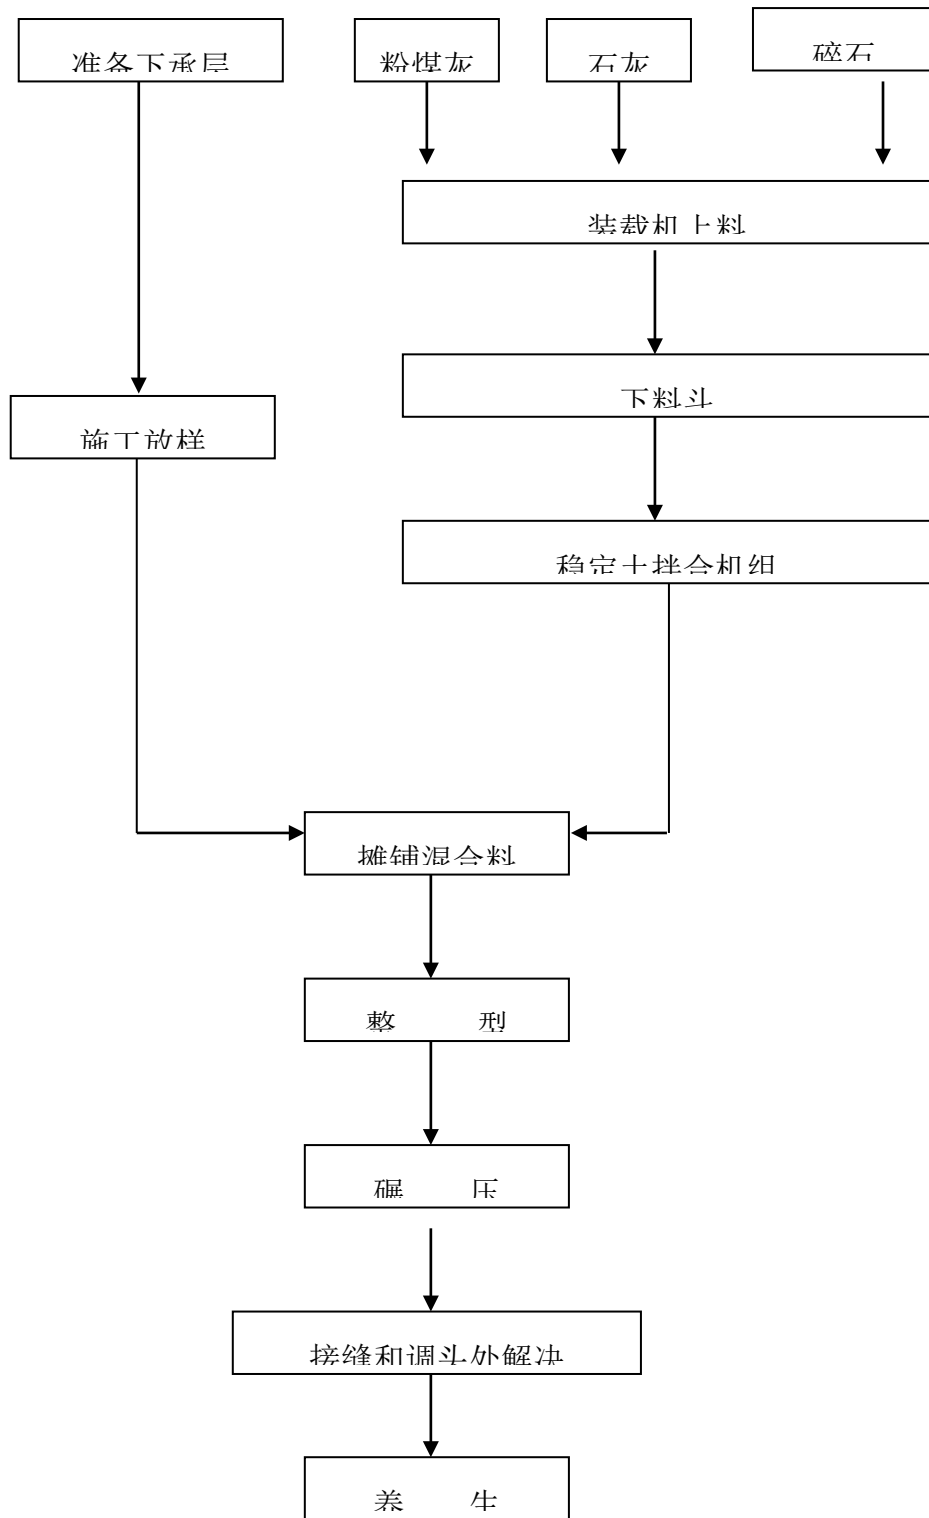 准备下承层
粉煤灰
石灰
碎石
装载机上料
下料斗
施工放样
稳定土拌合机组
摊铺混合料
整 型
碾 压
接缝和调头处解决
养 生